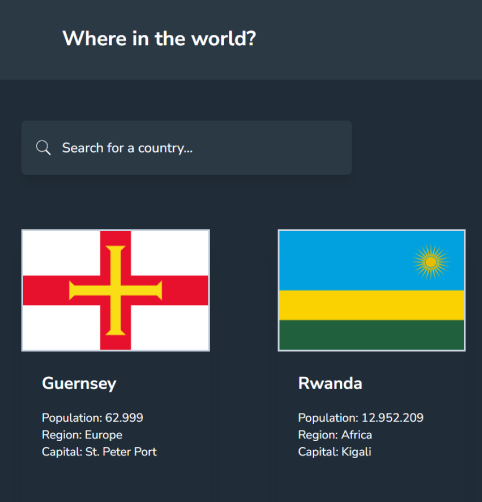 Where in the world?
Search for a country...
Guernsey
Population: 62.999
Region: Europe
Capital: St. Peter Port
Rwanda
Population: 12.952.209
Region: Africa
Capital: Kigali